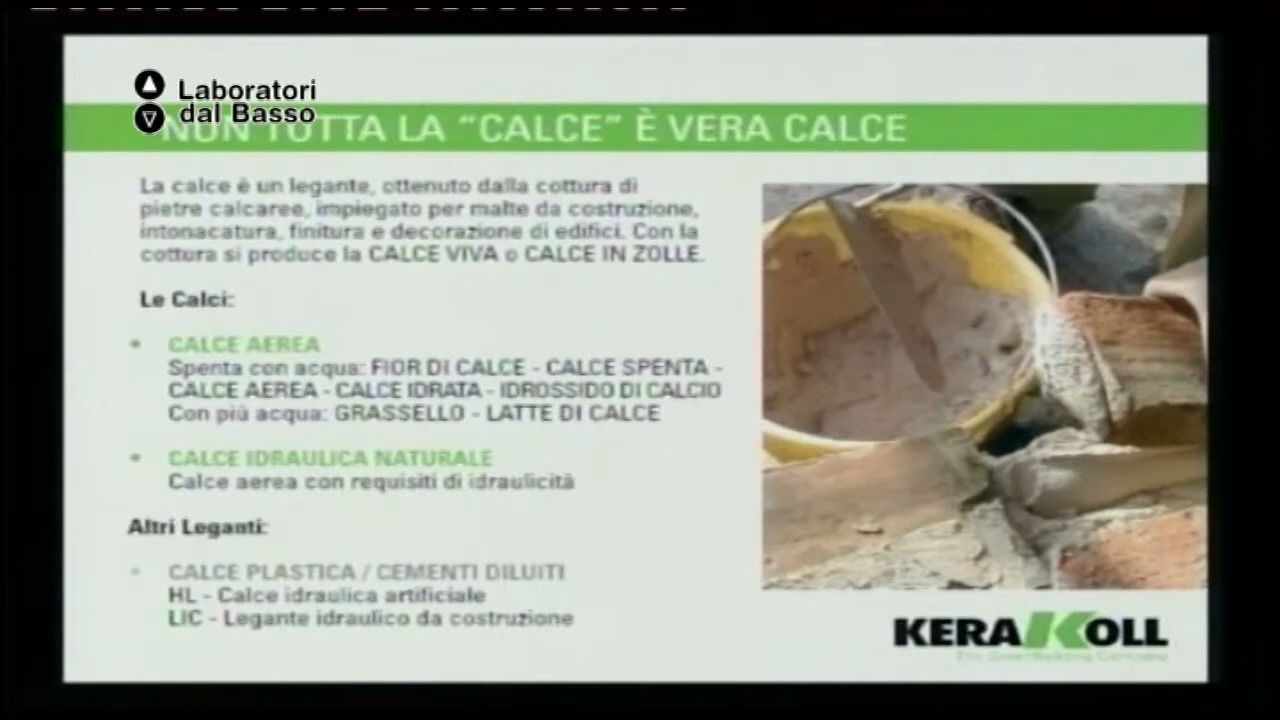 Laboratori
dal Basso
NON TUTTA LA “CALCE” È VERA CALCE
La calce è un legante, ottenuto dalla cottura di
pietre calcaree, impiegato per malte da costruzione,
intonacatura, finitura e decorazione di edifici. Con la
cottura si produce la CALCE VIVA o CALCE IN ZOLLE.
Le Calci:
• CALCE AEREA
Spenta con acqua: FIOR DI CALCE - CALCE SPENTA -
CALCE AEREA - CALCE IDRATA - IDROSSIDO DI CALCIO
Con più acqua: GRASSELLO - LATTE DI CALCE
• CALCE IDRAULICA NATURALE
Calce aerea con requisiti di idraulicità
Altri Leganti:
• CALCE PLASTICA / CEMENTI DILUITI
HL - Calce idraulica artificiale
LIC - Legante idraulico da costruzione
KERAKOLL